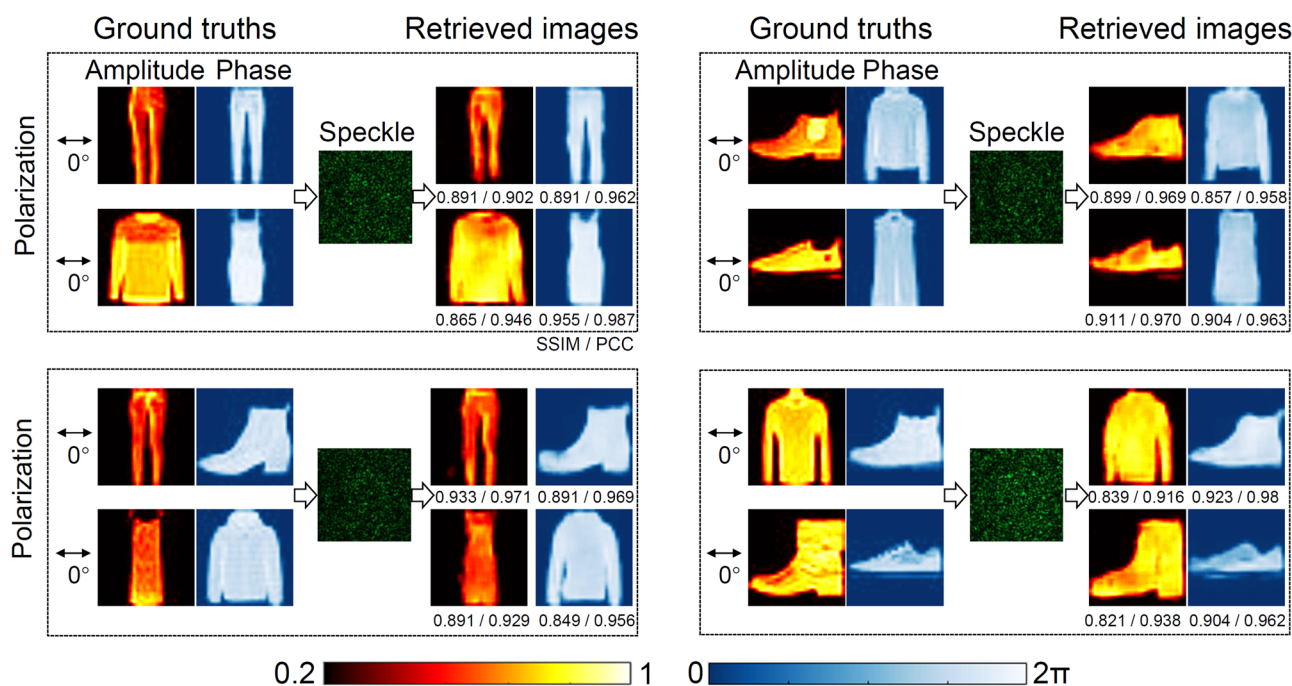 Ground truths
Retrieved images
Ground truths
Retrieved images
Amplitude
Phase
Amplitude
Phase
Polarization
0°
Speckle
0.891 / 0.902
0.891 / 0.962
0°
0.865 / 0.946
0.955 / 0.987
SSIM / PCC
0°
Speckle
0.899 / 0.969
0.857 / 0.958
0°
0.911 / 0.970
0.904 / 0.963
Polarization
0°
0.933 / 0.971
0.891 / 0.969
0°
0.891 / 0.929
0.849 / 0.956
0°
0.839 / 0.916
0.923 / 0.98
0°
0.821 / 0.938
0.904 / 0.962
0.2
1
0
2π